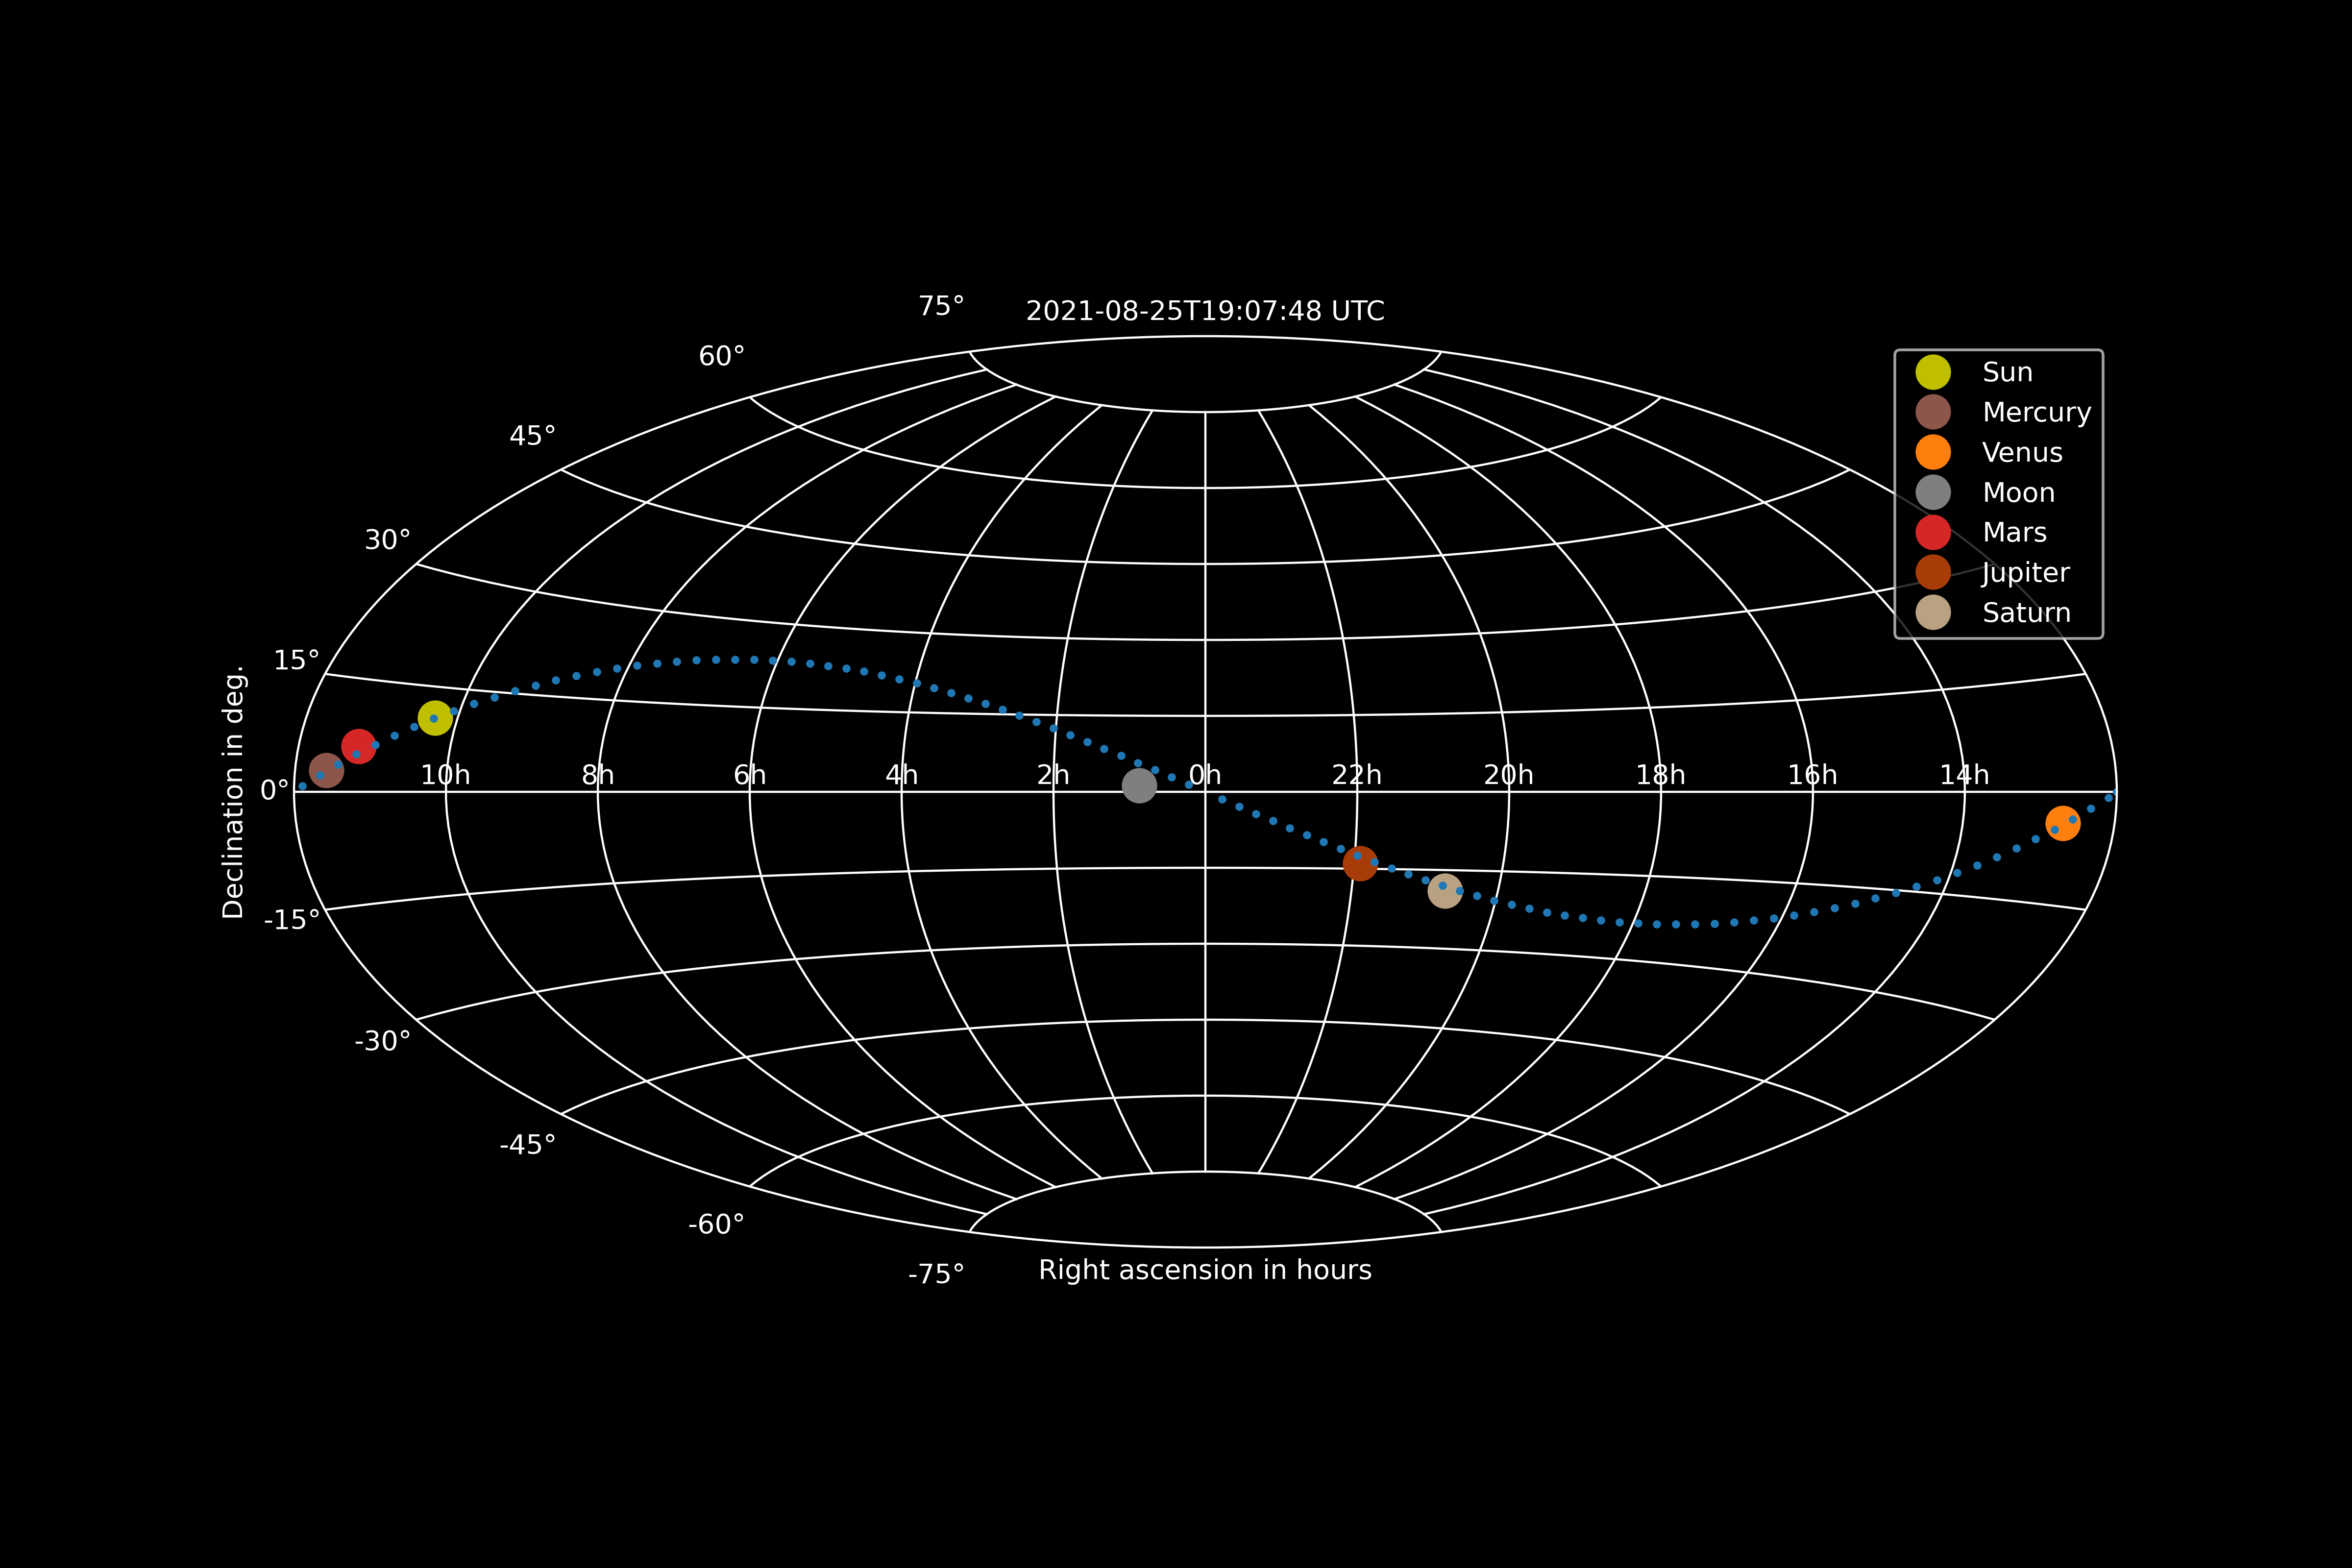 75°
2021-08-25T19:07:48 UTC
60°
45°
30°
15°
0°
-15°
-30°
-45°
-60°
-75°
Declination in deg.
10h 8h 6h 4h 2h 0h 22h 20h 18h 16h 14h
Right ascension in hours
Sun
Mercury
Venus
Moon
Mars
Jupiter
Saturn